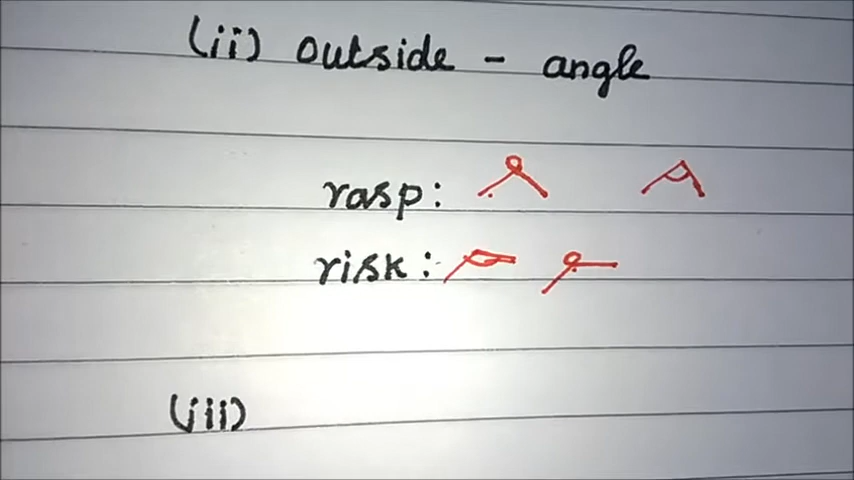 (ii) outside - angle
rasp:
risk:
(iii)